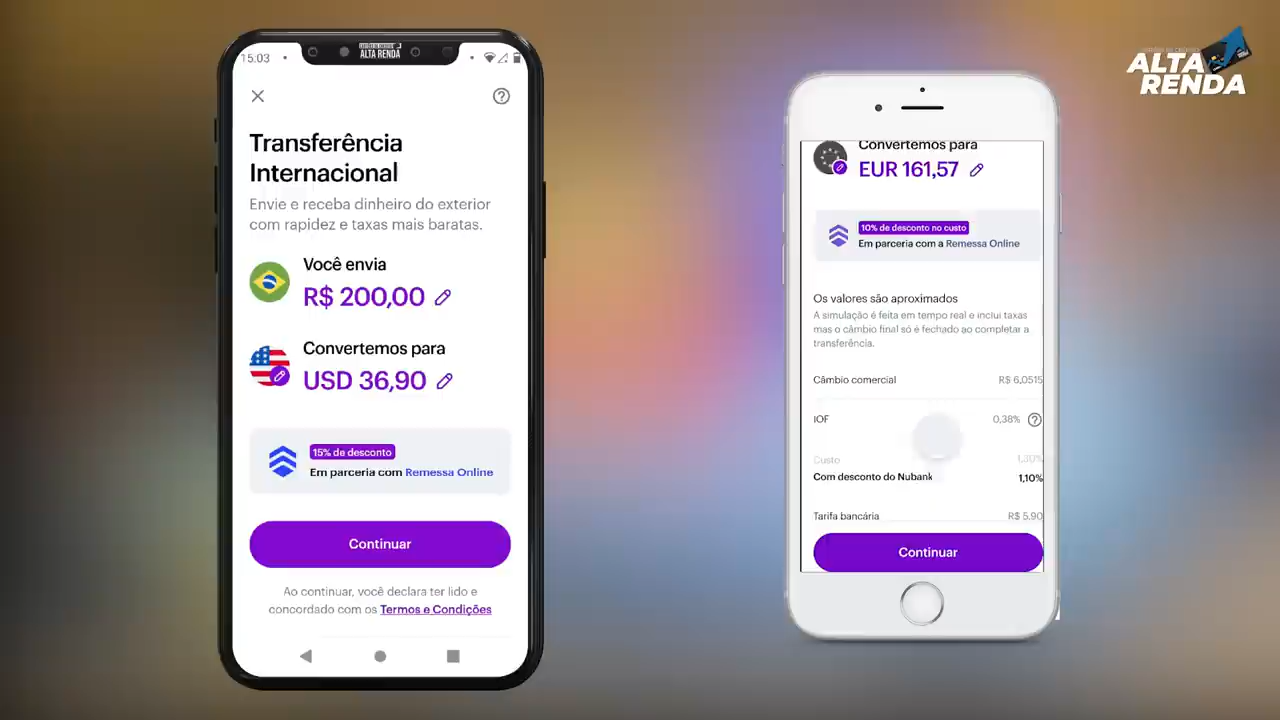 15:03
ALTA RENDA
Transferência
Internacional
Envie e receba dinheiro do exterior
com rapidez e taxas mais baratas.
Você envia
R$ 200,00
Convertemos para
USD 36,90
15% de desconto
Em parceria com Remessa Online
Continuar
Ao continuar, você declara ter lido e
concordado com os Termos e Condições
Convertemos para
EUR 161,57
10% de desconto no custo
Em parceria com a Remessa Online
Os valores são aproximados
A simulação é feita em tempo real e inclui taxas
mas o câmbio final só é fechado ao completar a
transferência.
Câmbio comercial R$ 6,0515
IOF 0,38%
Custo 1,30%
Com desconto do Nubank 1,10%
Tarifa bancária R$ 5,90
Continuar
ALTA
RENDA